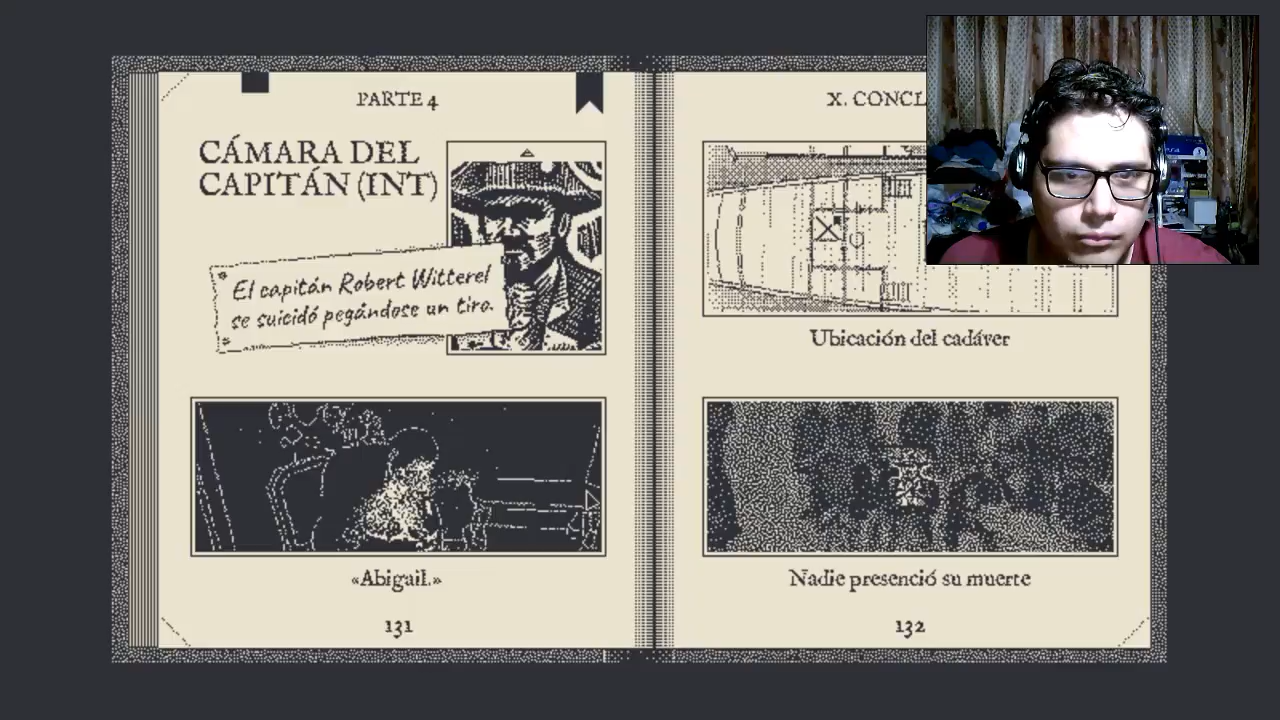 PARTE 4
CÁMARA DEL
CAPITÁN (INT)
El capitán Robert Witterel
se suicidó pegándose un tiro.
«Abigail.»
131
X. CONCL
Ubicación del cadáver
Nadie presenció su muerte
132